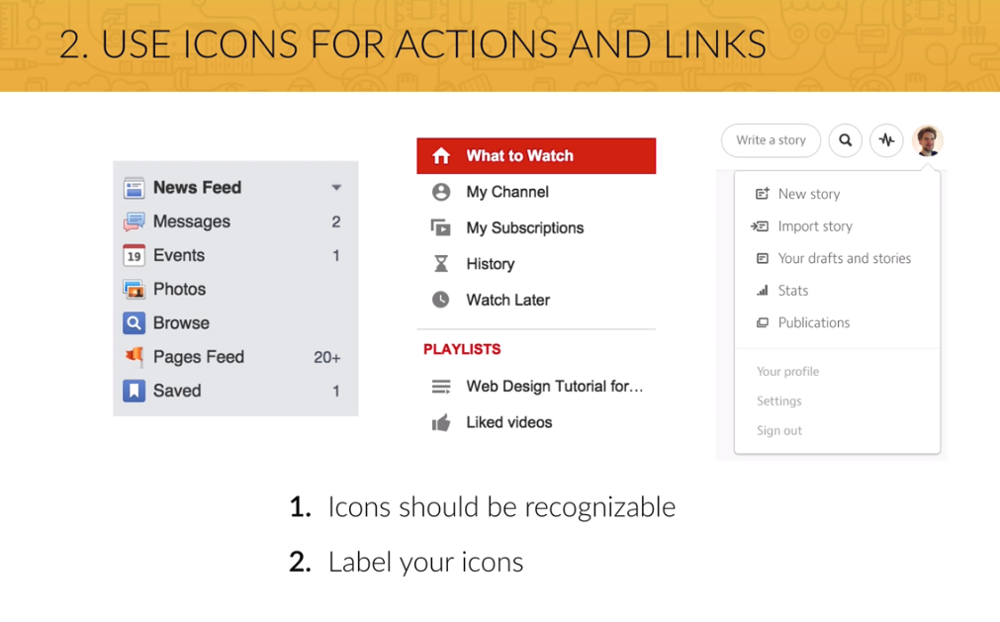 2. USE ICONS FOR ACTIONS AND LINKS
News Feed
Messages 2
19 Events 1
Photos
Browse
Pages Feed 20+
Saved 1
What to Watch
My Channel
My Subscriptions
History
Watch Later
PLAYLISTS
Web Design Tutorial for...
Liked videos
Write a story
New story
Import story
Your drafts and stories
Stats
Publications
Your profile
Settings
Sign out
1. Icons should be recognizable
2. Label your icons